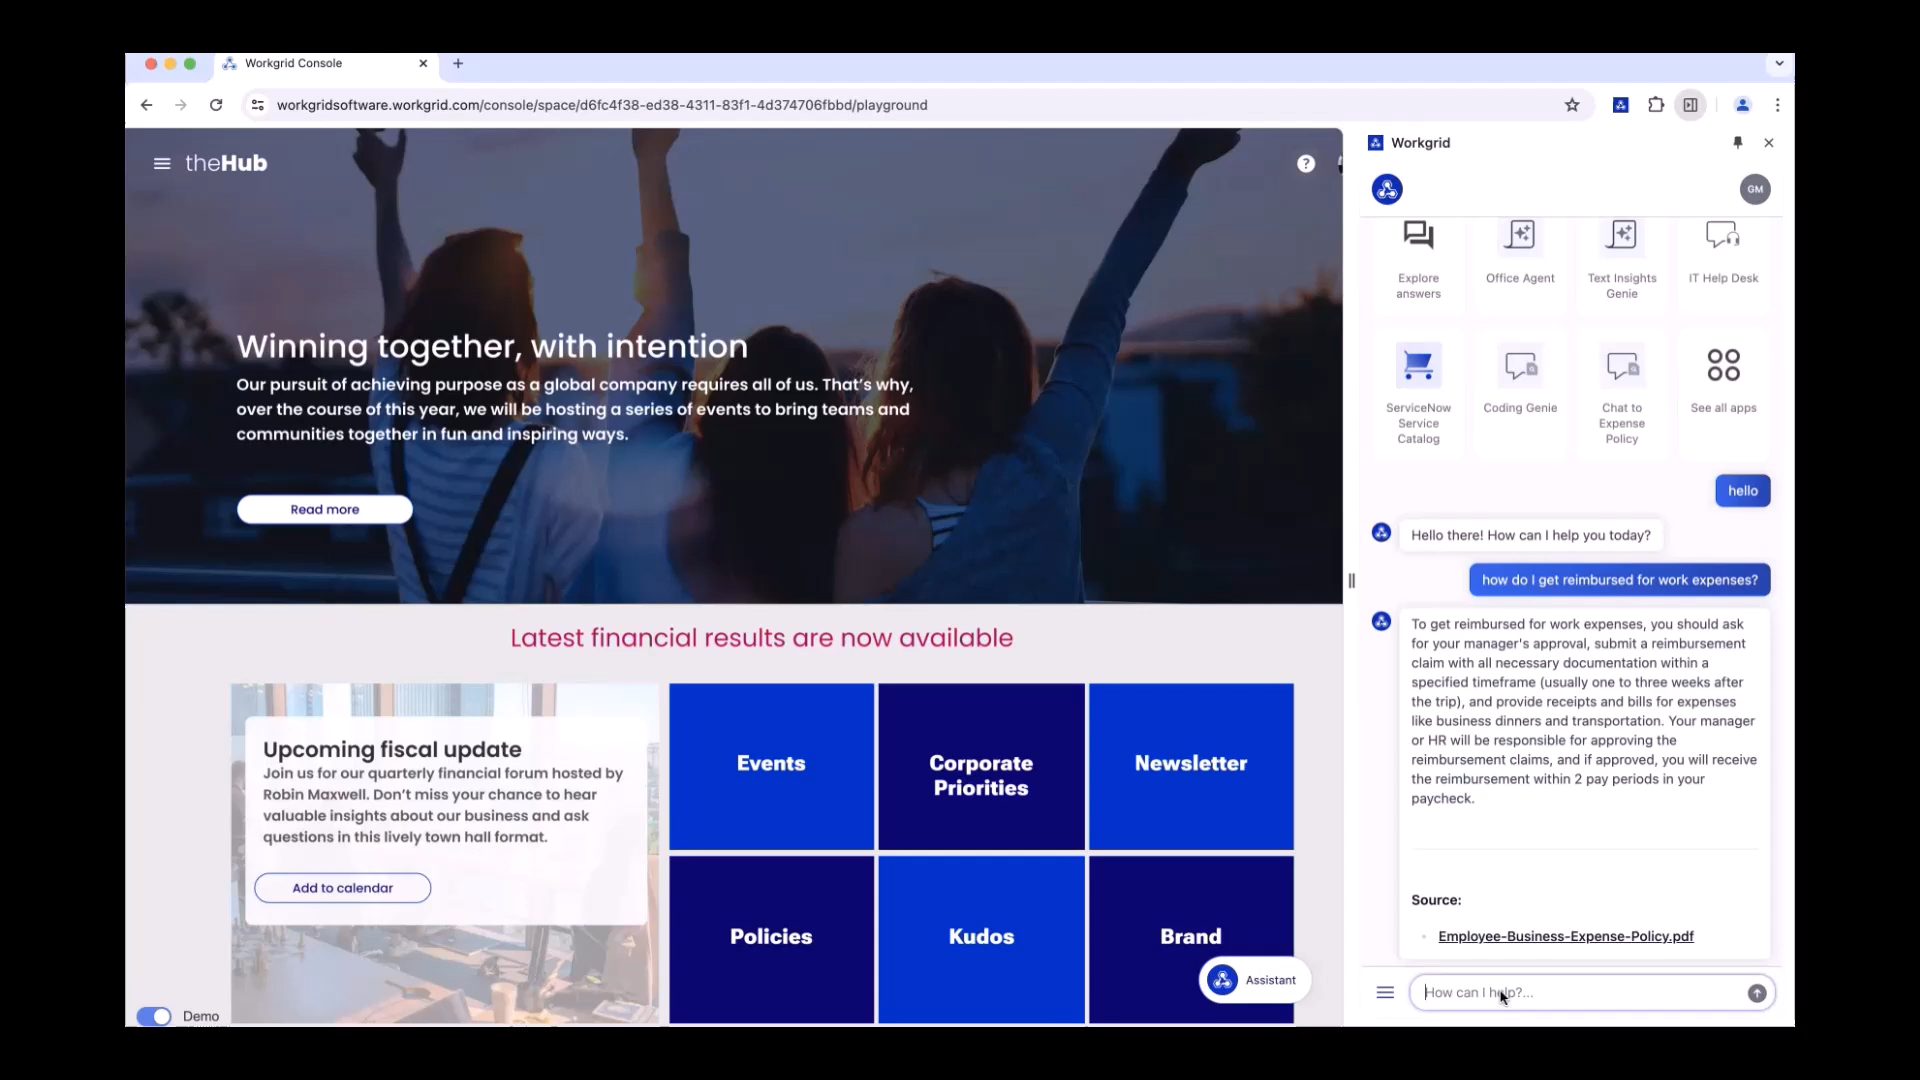 Workgrid Console
workgridsoftware.workgrid.com/console/space/d6fc4f38-ed38-4311-83f1-4d374706fbbd/playground
theHub
?
Winning together, with intention
Our pursuit of achieving purpose as a global company requires all of us. That's why,
over the course of this year, we will be hosting a series of events to bring teams and
communities together in fun and inspiring ways.
Read more
Latest financial results are now available
Upcoming fiscal update
Join us for our quarterly financial forum hosted by
Robin Maxwell. Don't miss your chance to hear
valuable insights about our business and ask
questions in this lively town hall format.
Add to calendar
Events
Corporate
Priorities
Newsletter
Policies
Kudos
Brand
Assistant
Demo
Workgrid
GM
Explore
answers
Office Agent
Text Insights
Genie
IT Help Desk
ServiceNow
Service
Catalog
Coding Genie
Chat to
Expense
Policy
See all apps
hello
Hello there! How can I help you today?
how do I get reimbursed for work expenses?
To get reimbursed for work expenses, you should ask
for your manager's approval, submit a reimbursement
claim with all necessary documentation within a
specified timeframe (usually one to three weeks after
the trip), and provide receipts and bills for expenses
like business dinners and transportation. Your manager
or HR will be responsible for approving the
reimbursement claims, and if approved, you will receive
the reimbursement within 2 pay periods in your
paycheck.
Source:
Employee-Business-Expense-Policy.pdf
How can I help?...